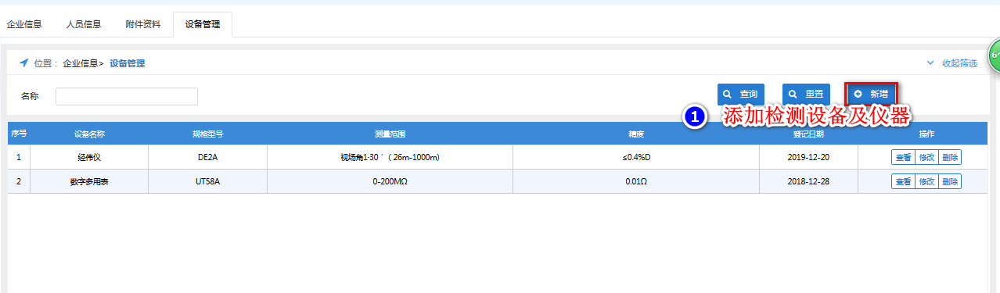 企业信息 人员信息 附件资料 设备管理
位置： 企业信息> 设备管理 收起筛选
名称 查询 重置 新增
1 添加检测设备及仪器
序号 设备名称 规格型号 测量范围 精度 登记日期 操作
1 经伟仪 DE2A 视场角1·30｀（26m-1000m) ≤0.4%D 2019-12-20 查看 修改 删除
2 数字多用表 UT58A 0-200MΩ 0.01Ω 2018-12-28 查看 修改 删除